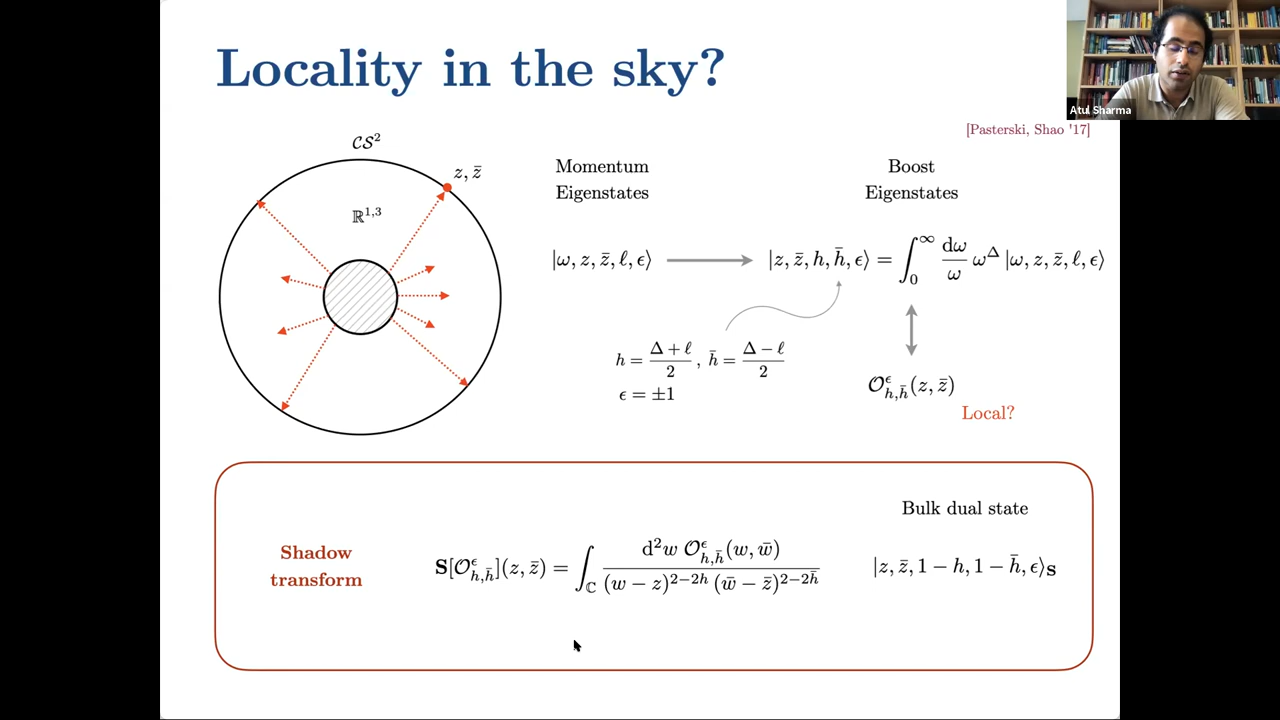 Locality in the sky?
Atul Sharma
[Pasterski, Shao '17]
𝒞𝒮²
z, z̄
ℝ^{1,3}
Momentum
Eigenstates
Boost
Eigenstates
|ω, z, z̄, ℓ, ϵ⟩
|z, z̄, h, h̄, ϵ⟩ = ∫_0^∞ dω/ω ω^Δ |ω, z, z̄, ℓ, ϵ⟩
h = (Δ + ℓ)/2 , h̄ = (Δ − ℓ)/2
ϵ = ±1
𝒪^ϵ_{h,h̄}(z, z̄)
Local?
Bulk dual state
Shadow
transform
𝐒[𝒪^ϵ_{h,h̄}](z, z̄) = ∫_ℂ d²w 𝒪^ϵ_{h,h̄}(w, w̄) / (w − z)^{2−2h} (w̄ − z̄)^{2−2h̄}
|z, z̄, 1 − h, 1 − h̄, ϵ⟩_𝐒